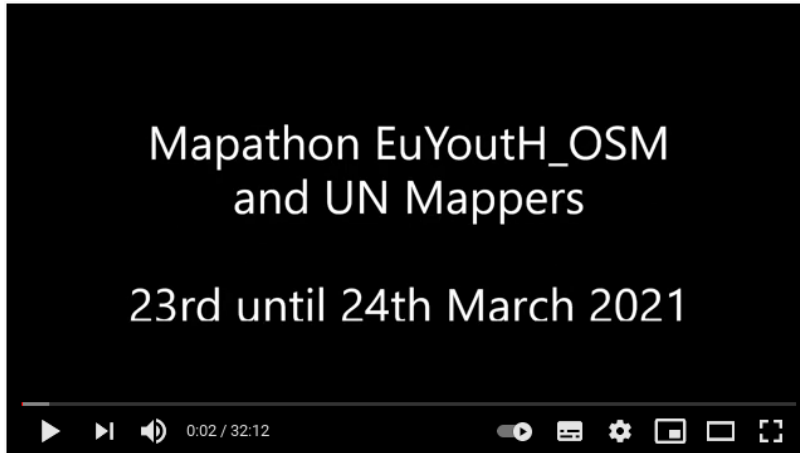 Mapathon EuYoutH_OSM
and UN Mappers
23rd until 24th March 2021
0:02 / 32:12